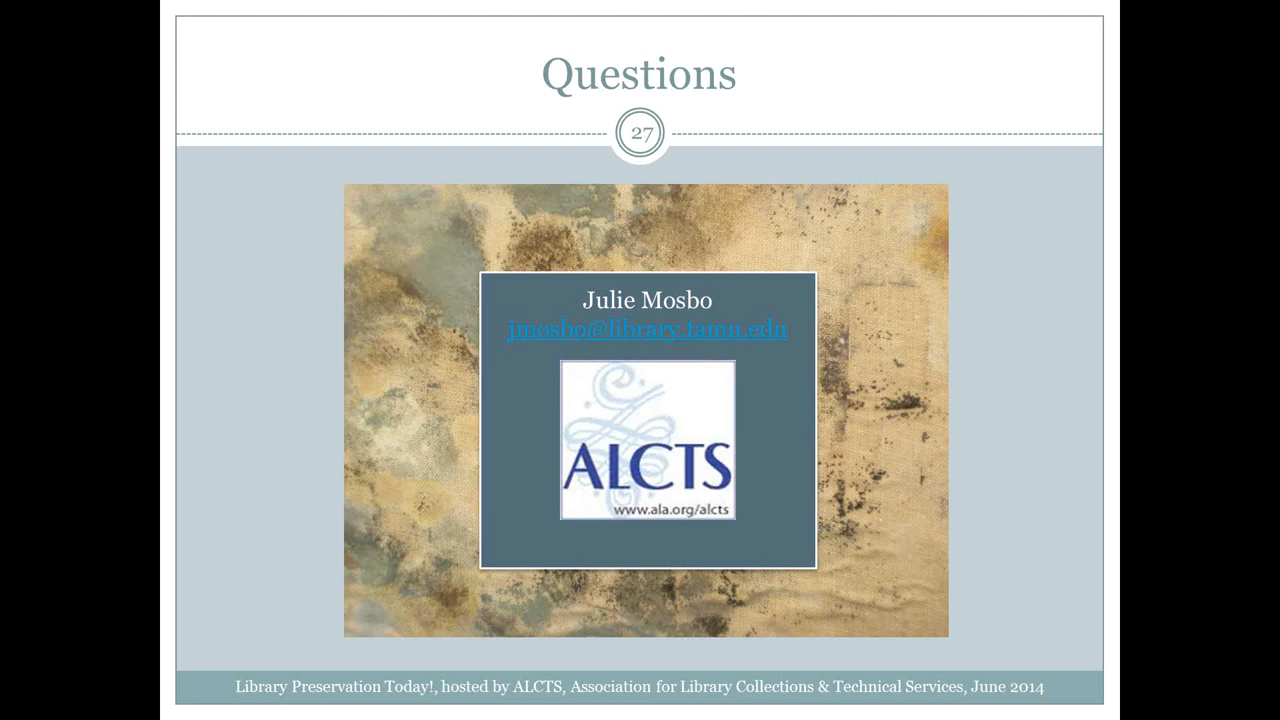 Questions
27
Julie Mosbo
jmosbo@library.tamu.edu
ALCTS
www.ala.org/alcts
Library Preservation Today!, hosted by ALCTS, Association for Library Collections & Technical Services, June 2014